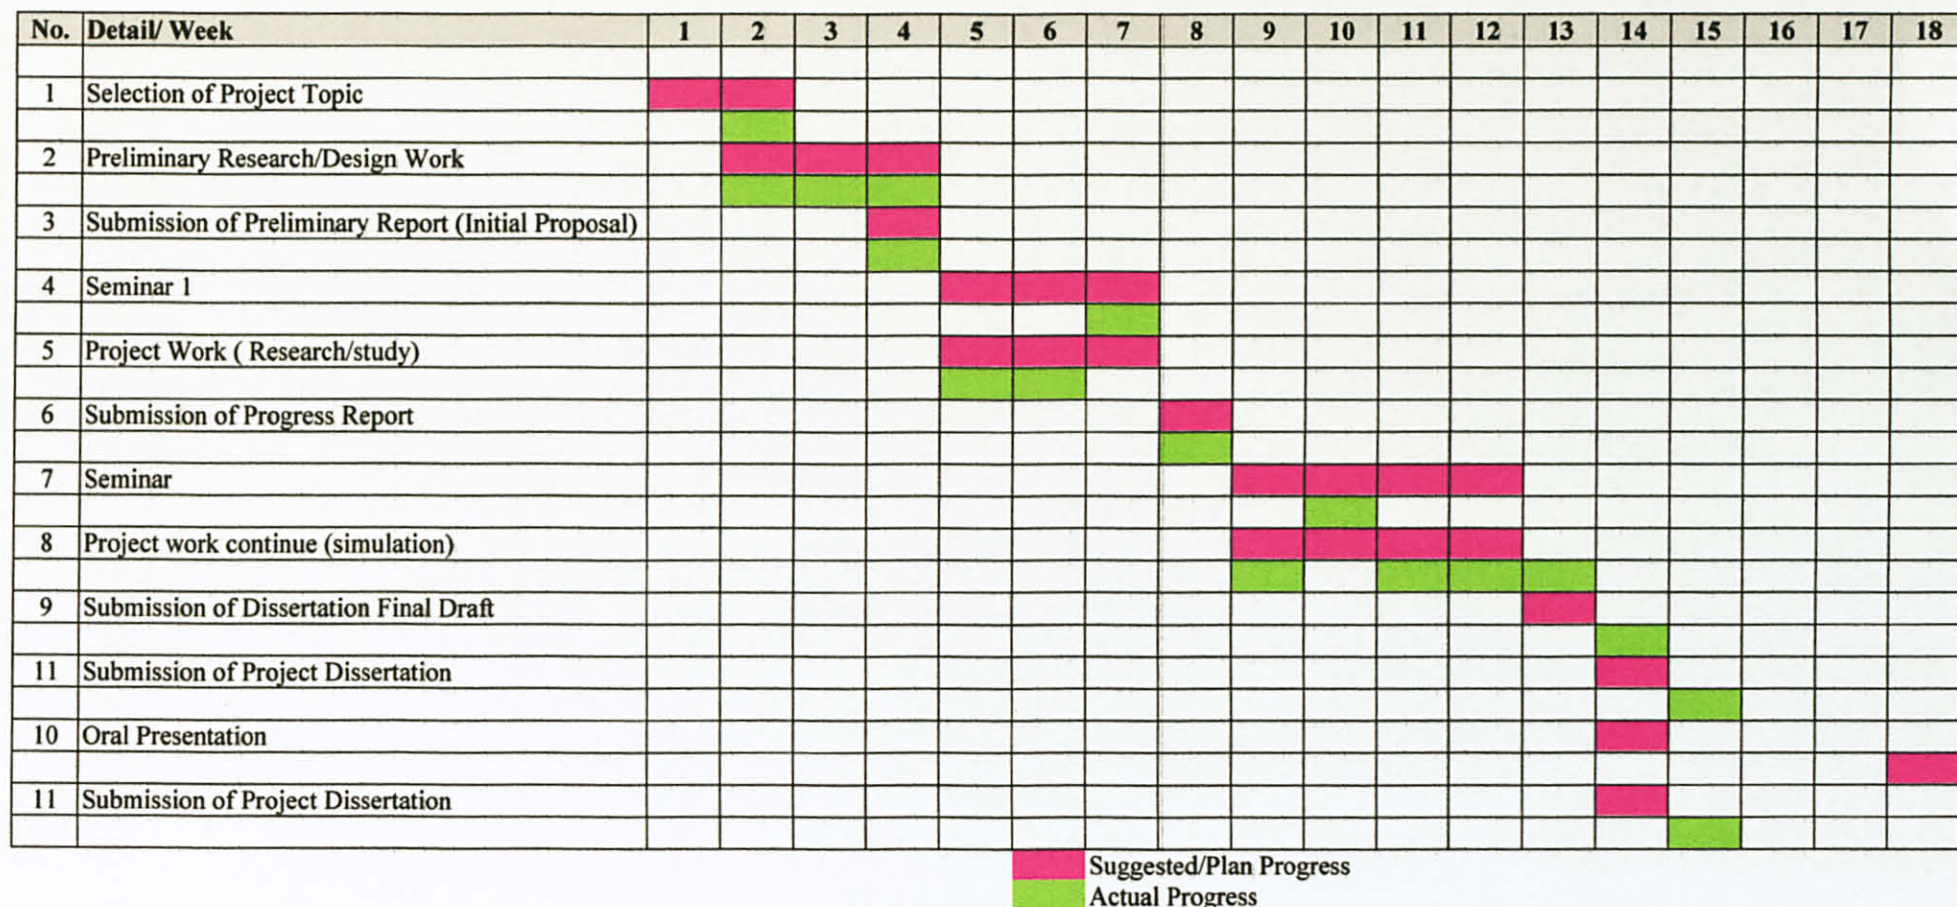 No. Detail/ Week 1 2 3 4 5 6 7 8 9 10 11 12 13 14 15 16 17 18
1 Selection of Project Topic
2 Preliminary Research/Design Work
3 Submission of Preliminary Report (Initial Proposal)
4 Seminar 1
5 Project Work ( Research/study)
6 Submission of Progress Report
7 Seminar
8 Project work continue (simulation)
9 Submission of Dissertation Final Draft
11 Submission of Project Dissertation
10 Oral Presentation
11 Submission of Project Dissertation
Suggested/Plan Progress
Actual Progress